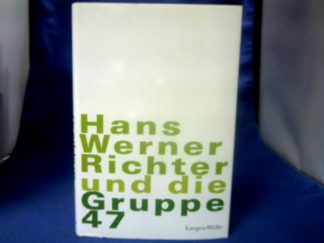 Hans
Werner
Richter
und die
Gruppe
47
LangenMüller